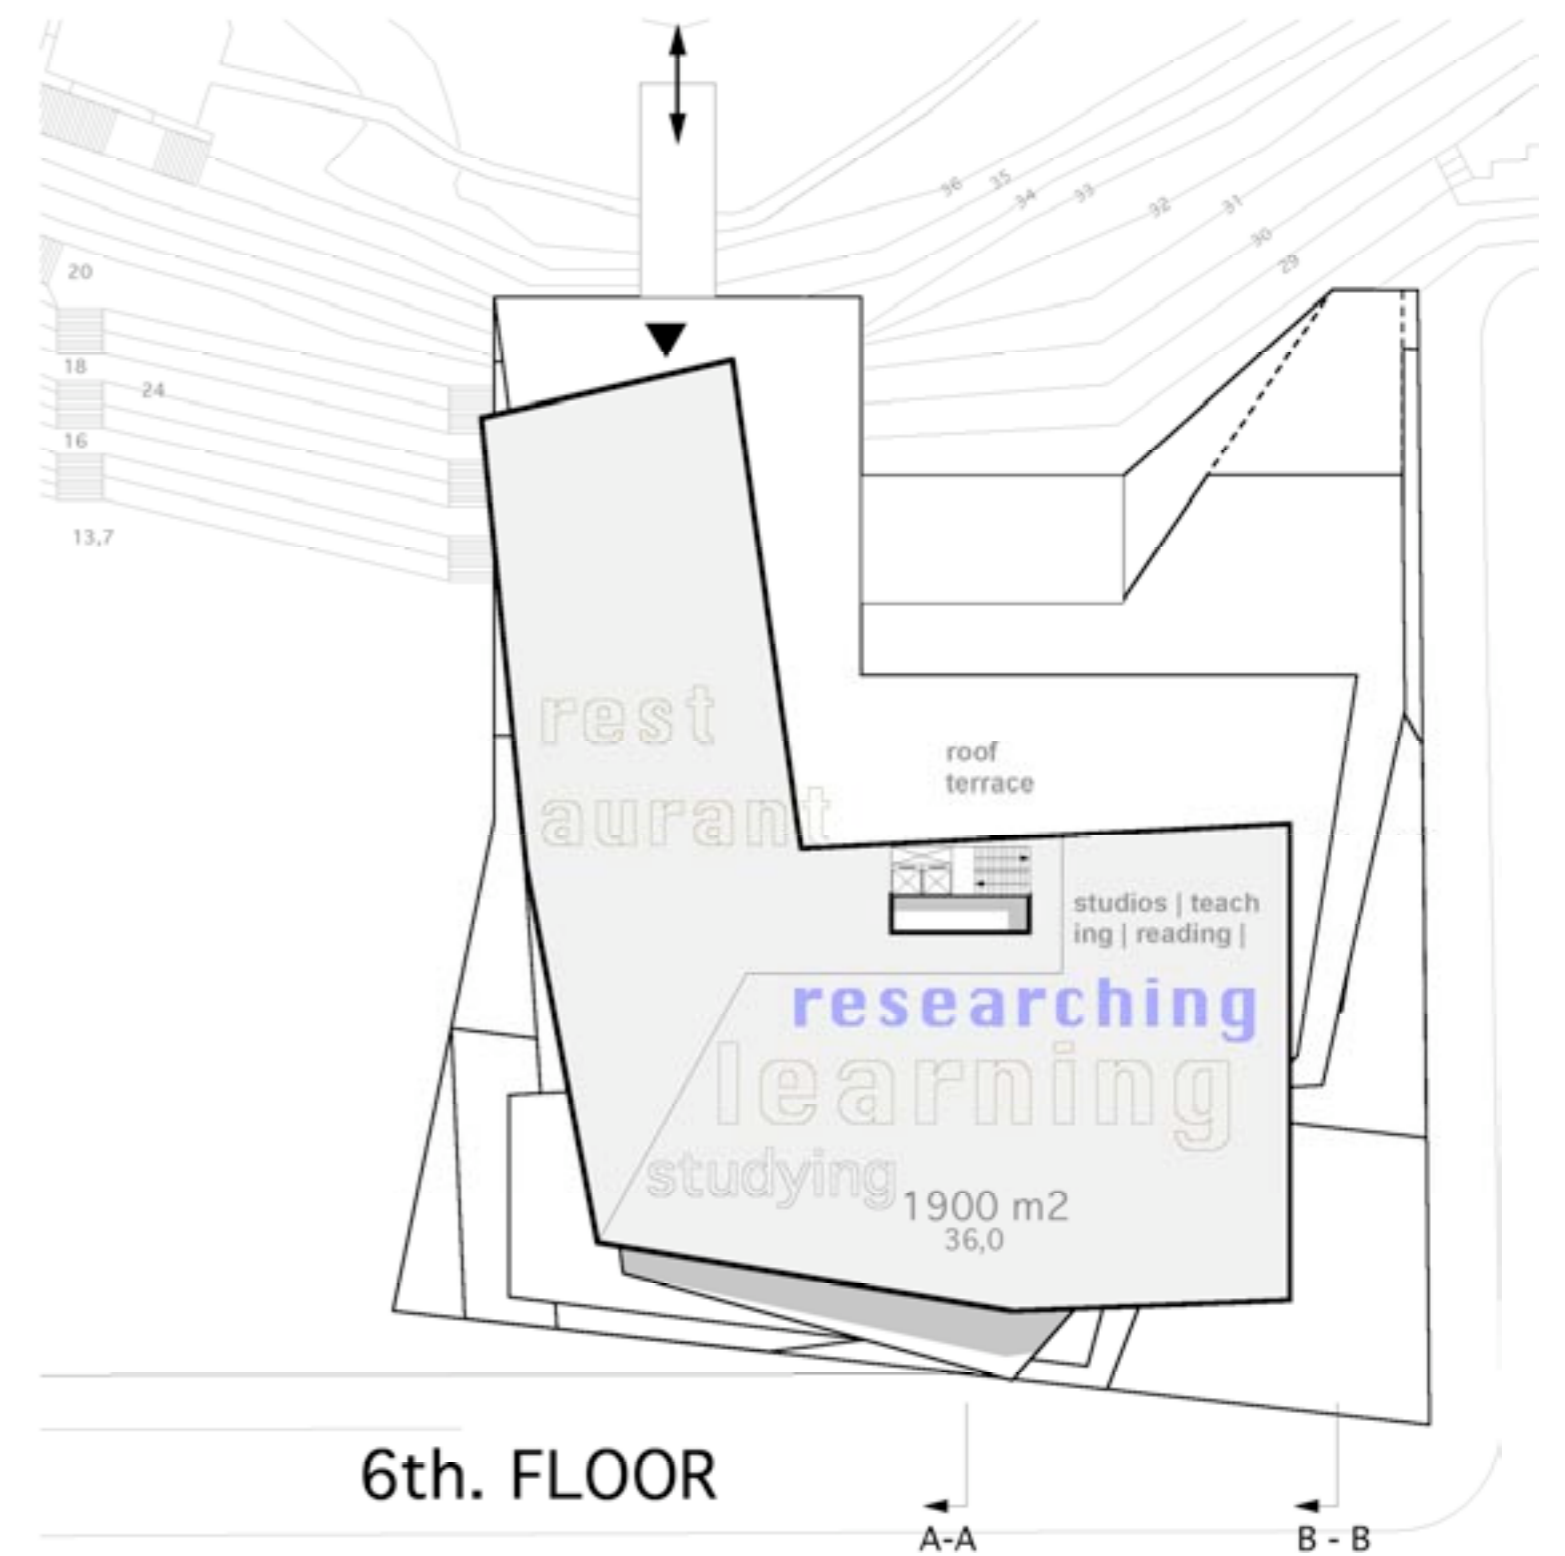 36
35
34
33
32
31
30
29
20
18
24
16
13,7
rest
aurant
roof
terrace
studios | teach
ing | reading |
researching
learning
studying
1900 m2
36,0
6th. FLOOR
A-A
B - B